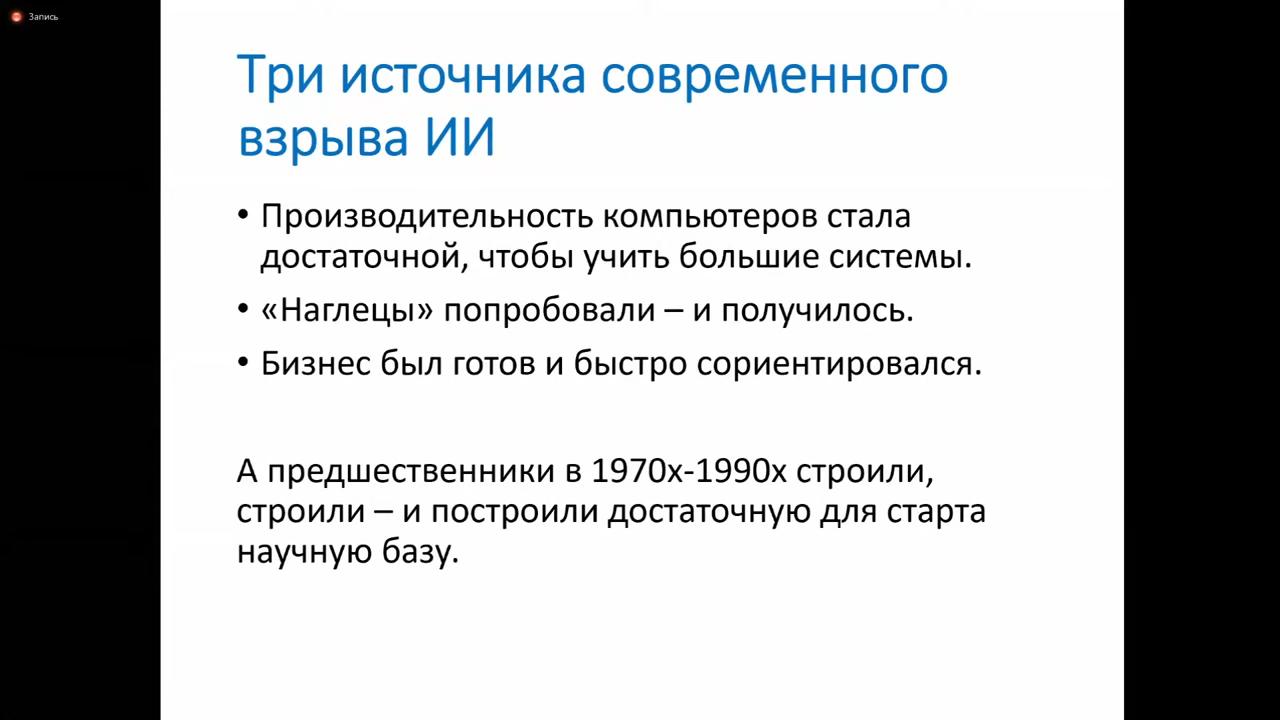 Запись
Три источника современного
взрыва ИИ
• Производительность компьютеров стала
достаточной, чтобы учить большие системы.
• «Наглецы» попробовали – и получилось.
• Бизнес был готов и быстро сориентировался.
А предшественники в 1970х-1990х строили,
строили – и построили достаточную для старта
научную базу.